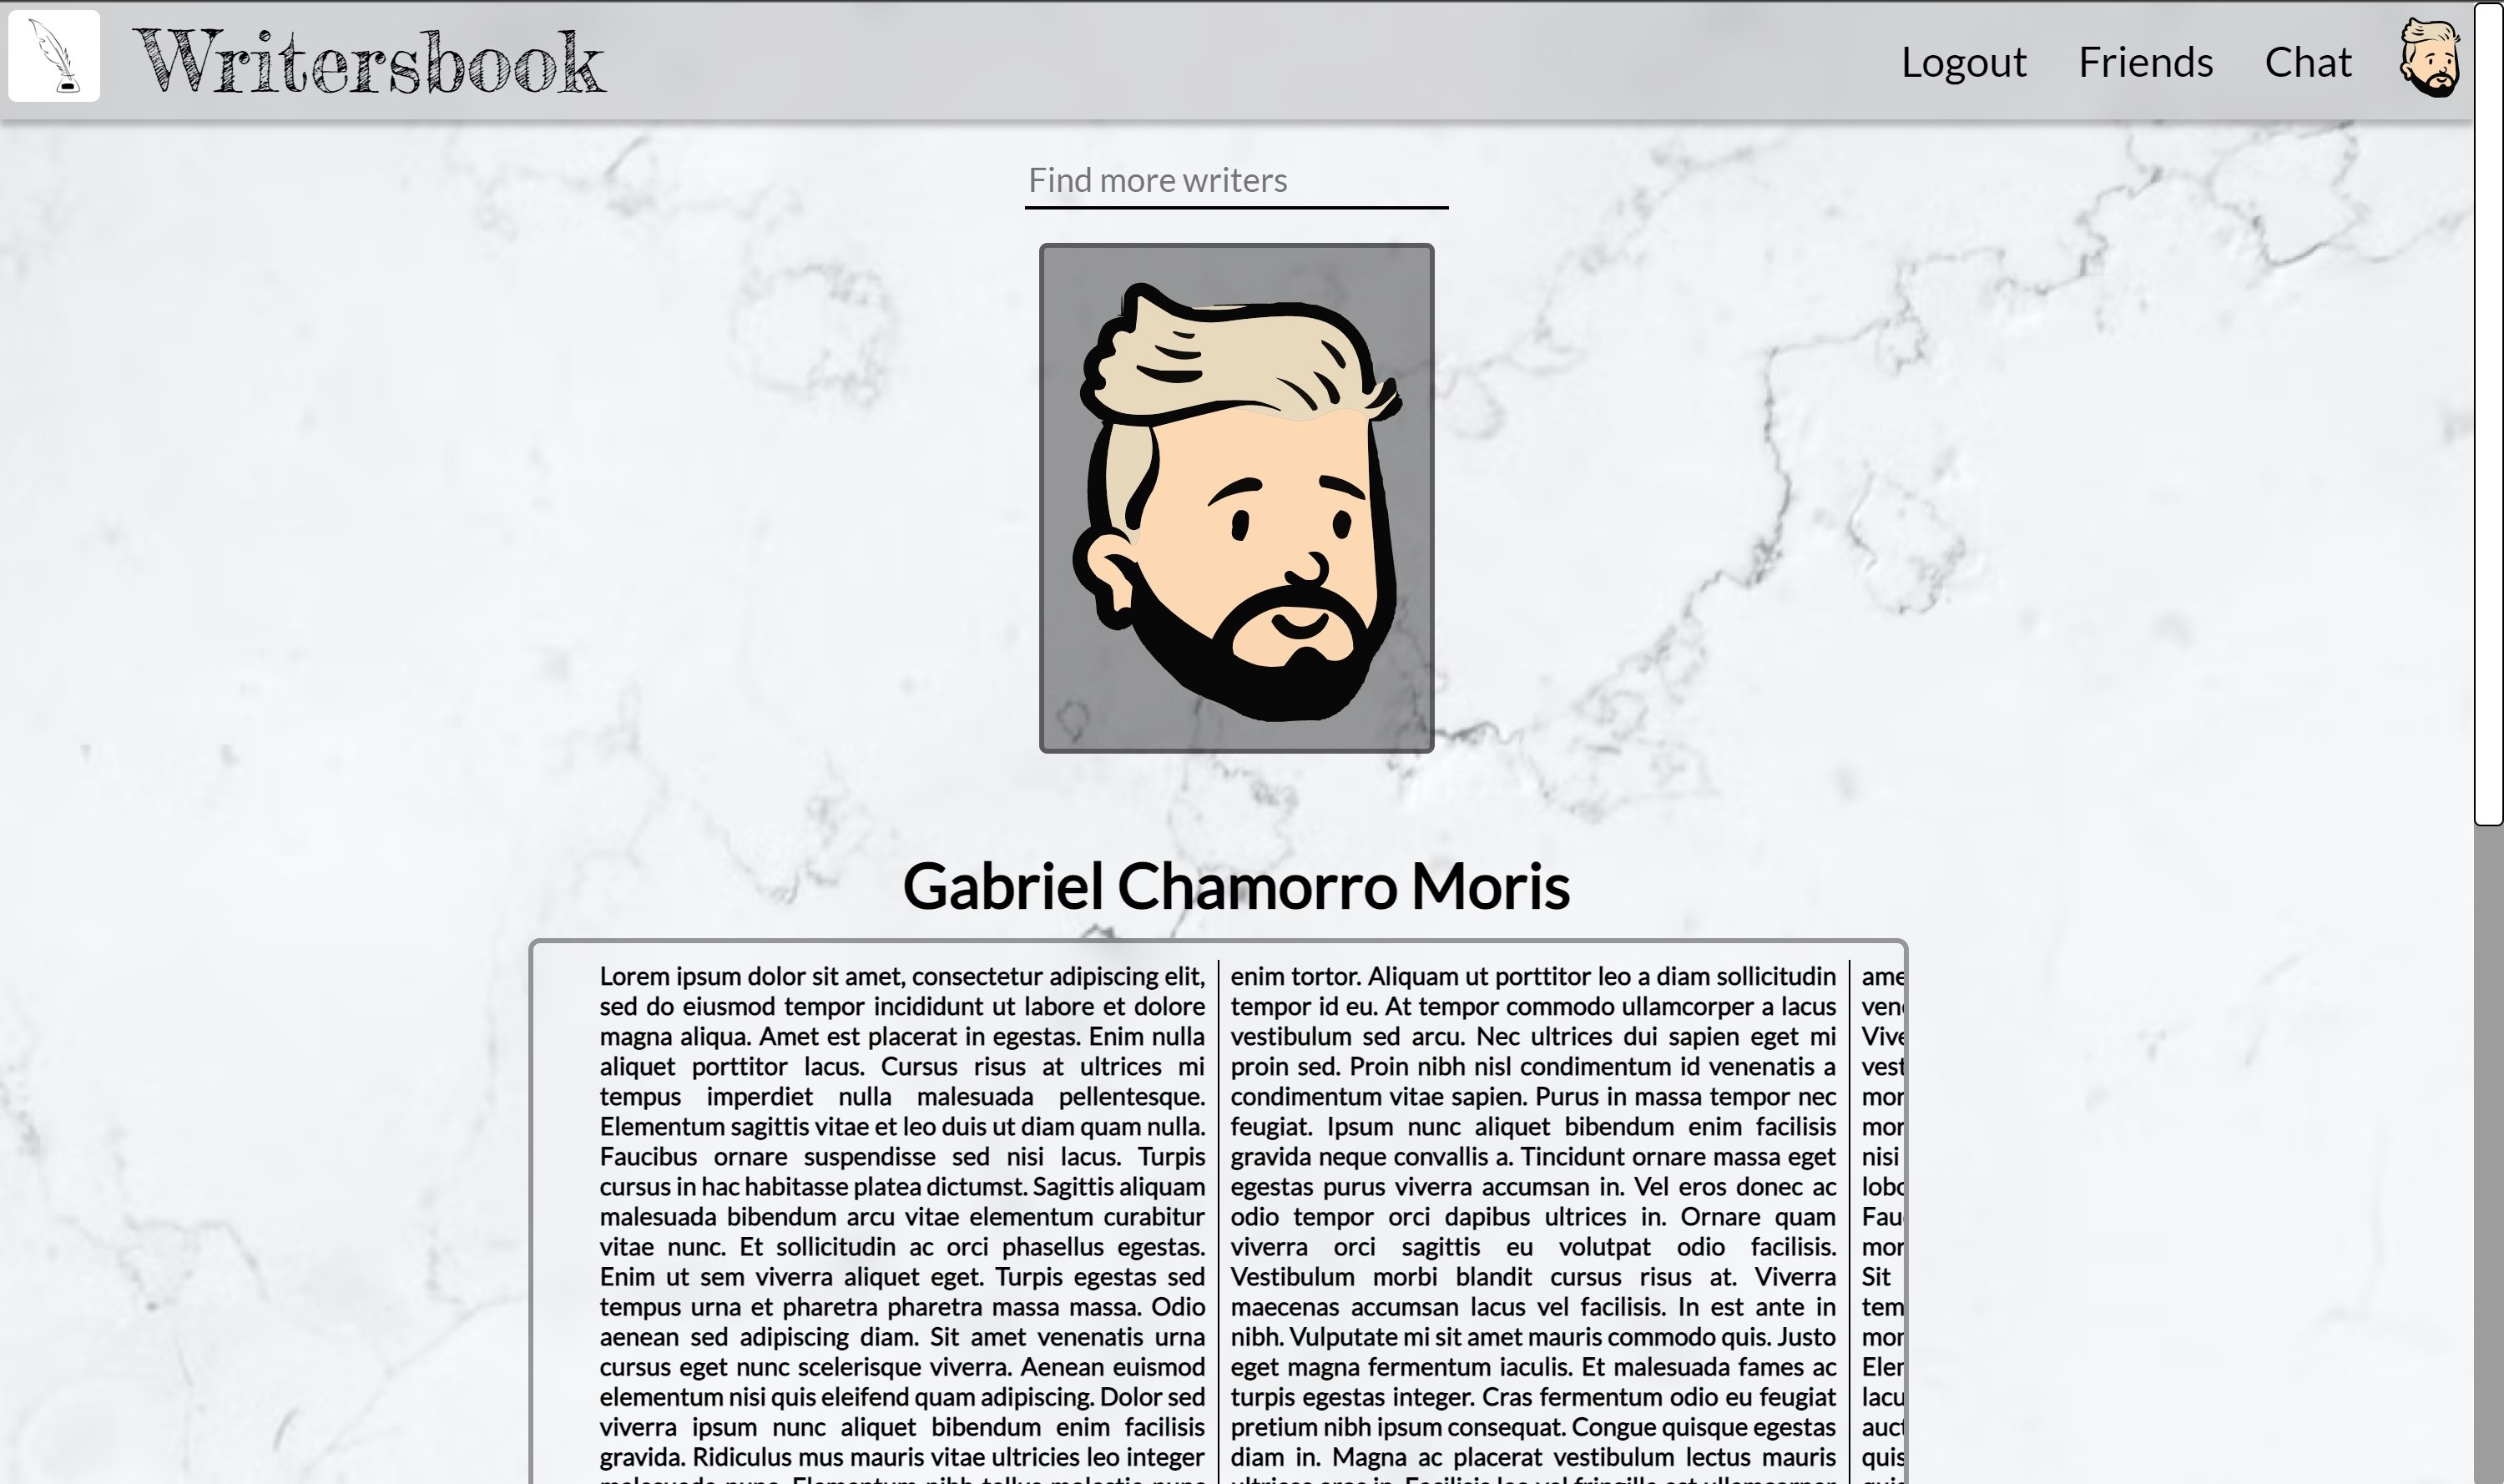 Writersbook
Logout
Friends
Chat
Find more writers
Gabriel Chamorro Moris
Lorem ipsum dolor sit amet, consectetur adipiscing elit,
sed do eiusmod tempor incididunt ut labore et dolore
magna aliqua. Amet est placerat in egestas. Enim nulla
aliquet porttitor lacus. Cursus risus at ultrices mi
tempus imperdiet nulla malesuada pellentesque.
Elementum sagittis vitae et leo duis ut diam quam nulla.
Faucibus ornare suspendisse sed nisi lacus. Turpis
cursus in hac habitasse platea dictumst. Sagittis aliquam
malesuada bibendum arcu vitae elementum curabitur
vitae nunc. Et sollicitudin ac orci phasellus egestas.
Enim ut sem viverra aliquet eget. Turpis egestas sed
tempus urna et pharetra pharetra massa massa. Odio
aenean sed adipiscing diam. Sit amet venenatis urna
cursus eget nunc scelerisque viverra. Aenean euismod
elementum nisi quis eleifend quam adipiscing. Dolor sed
viverra ipsum nunc aliquet bibendum enim facilisis
gravida. Ridiculus mus mauris vitae ultricies leo integer
enim tortor. Aliquam ut porttitor leo a diam sollicitudin
tempor id eu. At tempor commodo ullamcorper a lacus
vestibulum sed arcu. Nec ultrices dui sapien eget mi
proin sed. Proin nibh nisl condimentum id venenatis a
condimentum vitae sapien. Purus in massa tempor nec
feugiat. Ipsum nunc aliquet bibendum enim facilisis
gravida neque convallis a. Tincidunt ornare massa eget
egestas purus viverra accumsan in. Vel eros donec ac
odio tempor orci dapibus ultrices in. Ornare quam
viverra orci sagittis eu volutpat odio facilisis.
Vestibulum morbi blandit cursus risus at. Viverra
maecenas accumsan lacus vel facilisis. In est ante in
nibh. Vulputate mi sit amet mauris commodo quis. Justo
eget magna fermentum iaculis. Et malesuada fames ac
turpis egestas integer. Cras fermentum odio eu feugiat
pretium nibh ipsum consequat. Congue quisque egestas
diam in. Magna ac placerat vestibulum lectus mauris
ame
ven
Vive
vest
mor
mor
nisi
lobo
Fau
mor
Sit
tem
mor
Elen
lacu
auct
quis